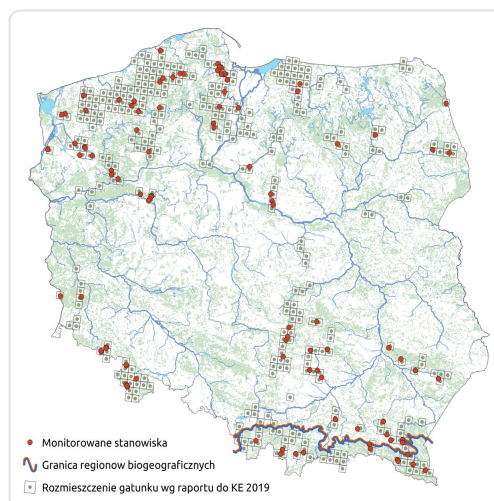 Monitorowane stanowiska
Granica regionow biogeograficznych
Rozmieszczenie gatunku wg raportu do KE 2019